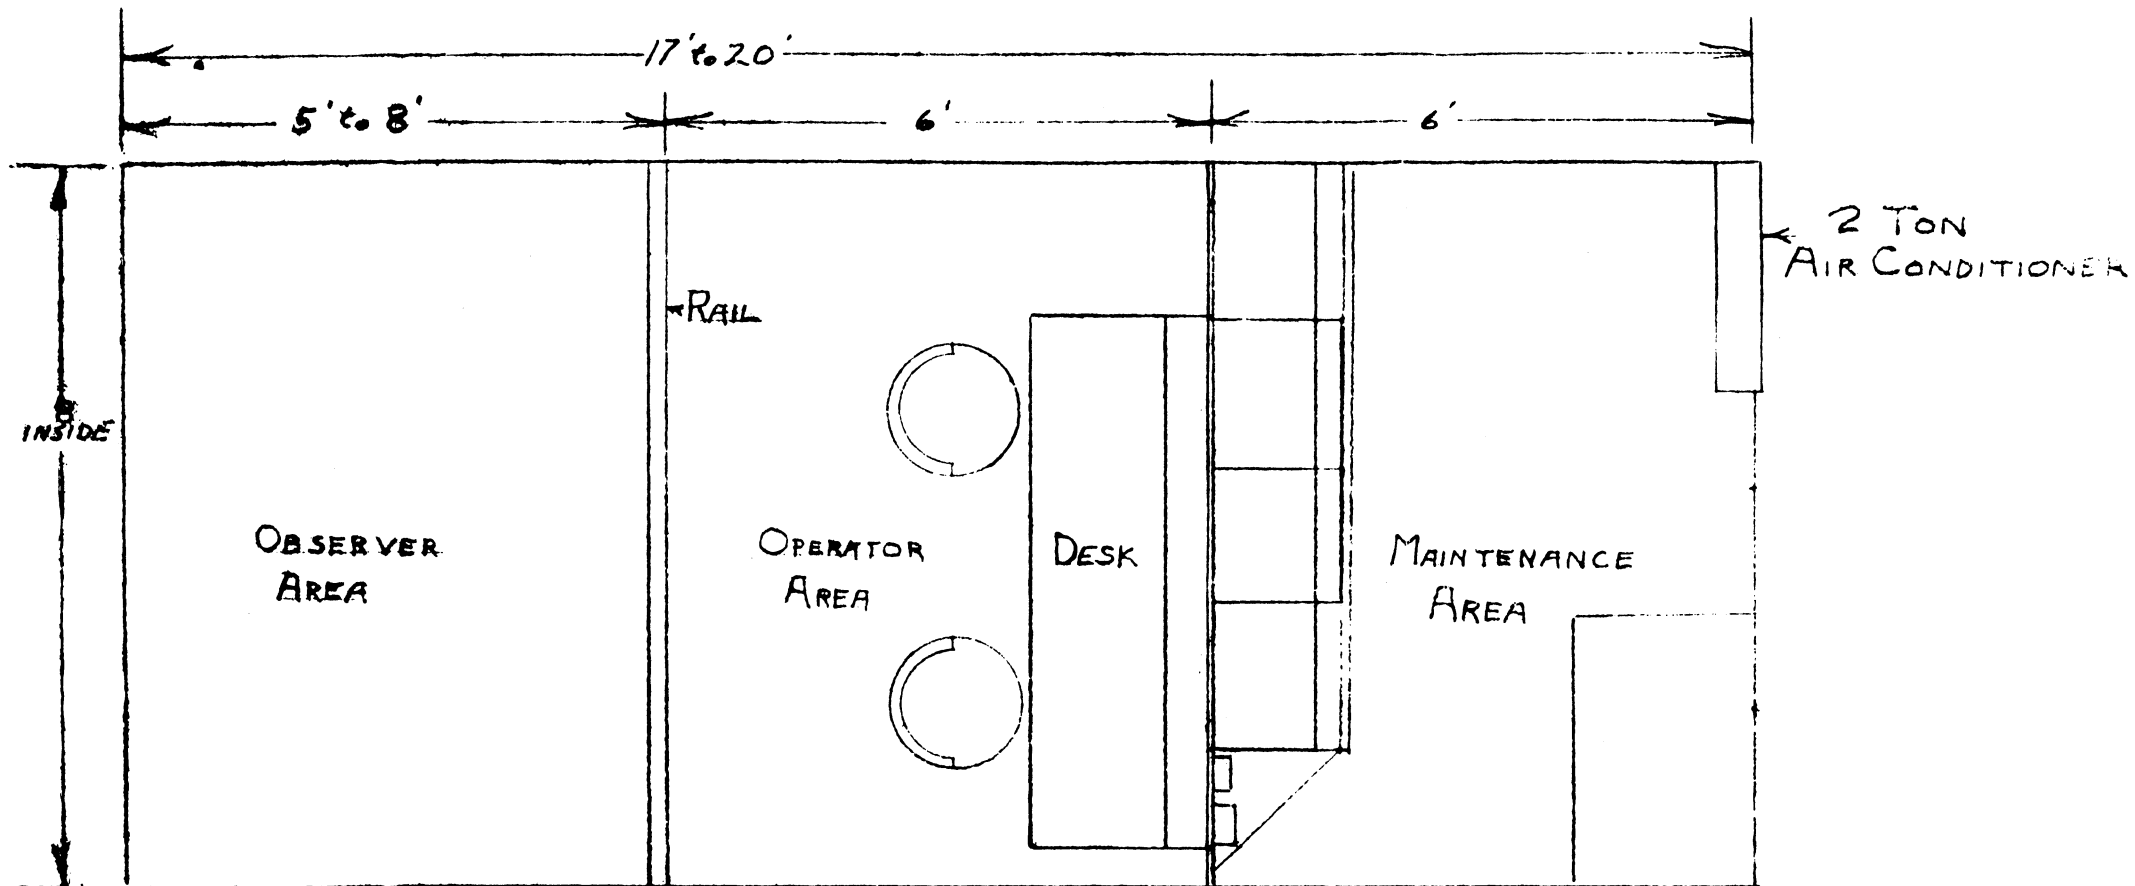 17' to 20'
5' to 8'
6'
6'
2 TON
AIR CONDITIONER
RAIL
INSIDE
OBSERVER
AREA
OPERATOR
AREA
DESK
MAINTENANCE
AREA